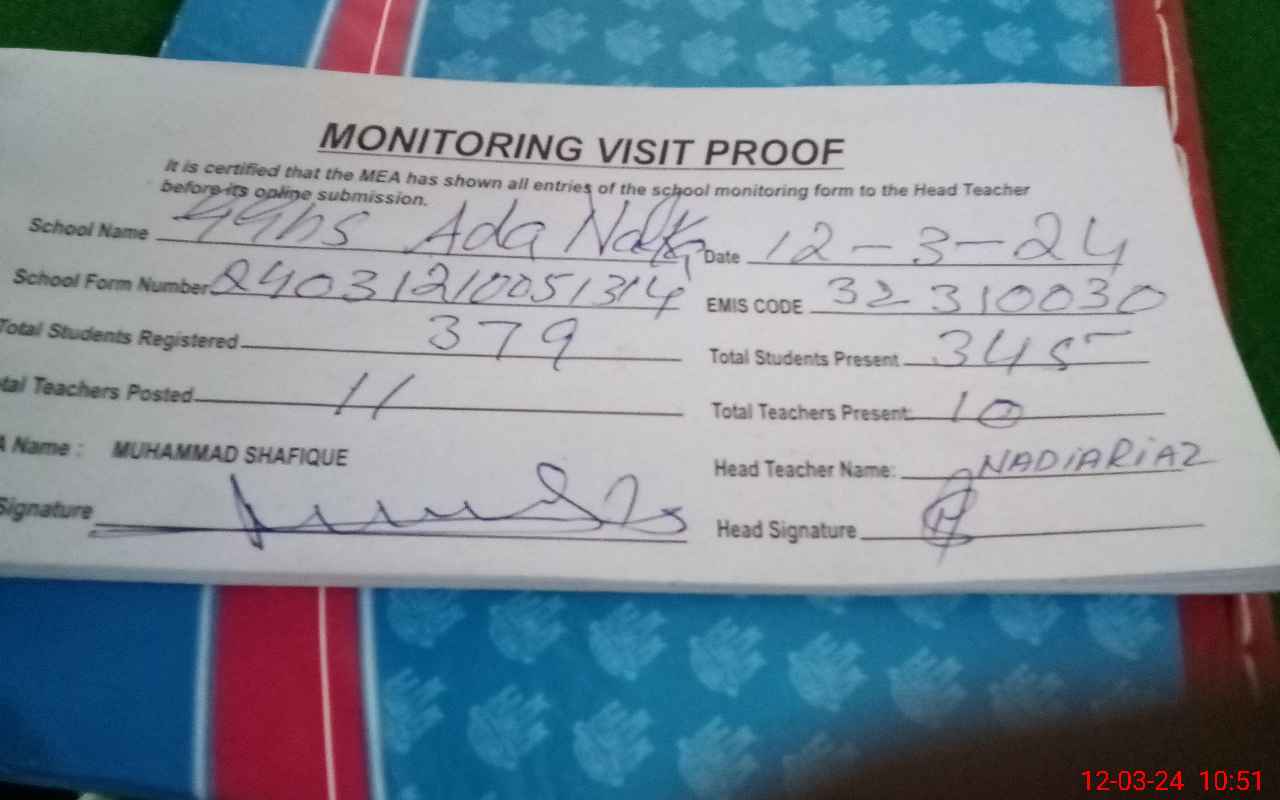 MONITORING VISIT PROOF
It is certified that the MEA has shown all entries of the school monitoring form to the Head Teacher
before its online submission.
School Name GGhs Ada Date 12-3-24
School Form Number 24031210051314 EMIS CODE 32310030
Total Students Registered 379 Total Students Present 345
tal Teachers Posted 11 Total Teachers Present: 10
A Name : MUHAMMAD SHAFIQUE Head Teacher Name: NADIARIAZ
Signature Head Signature
12-03-24 10:51